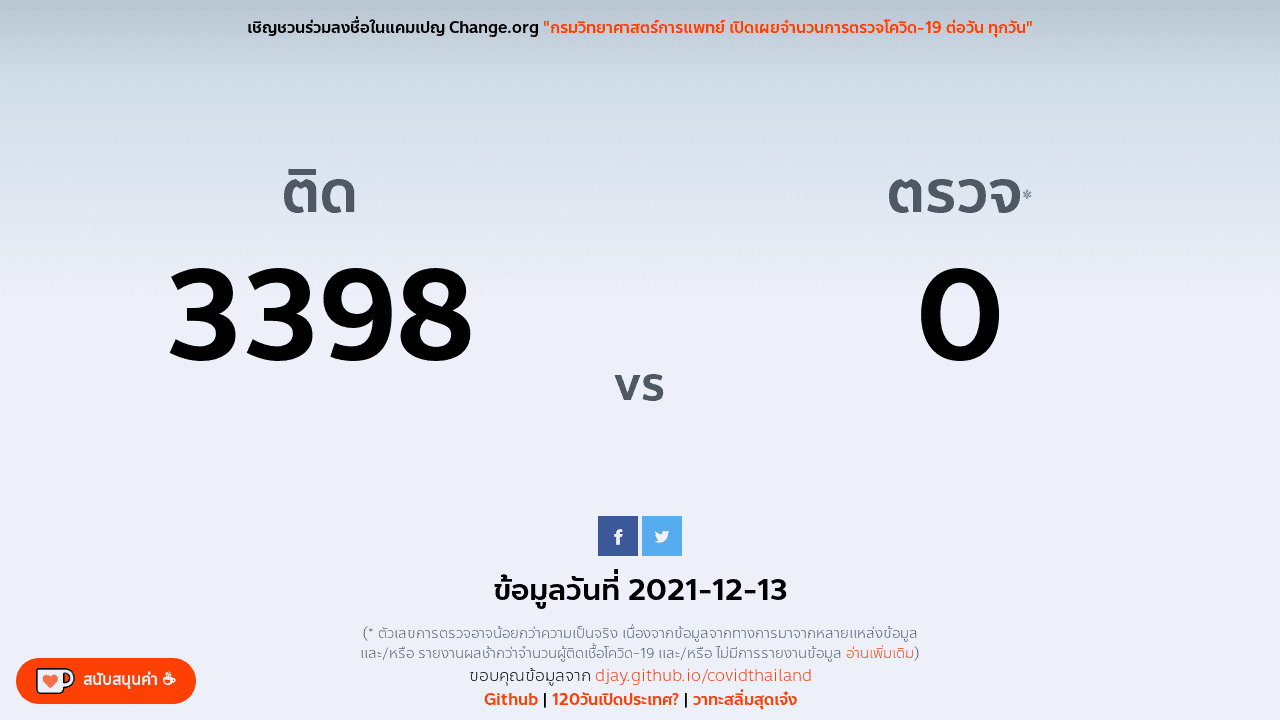 เชิญชวนร่วมลงชื่อในแคมเปญ Change.org "กรมวิทยาศาสตร์การแพทย์ เปิดเผยจำนวนการตรวจโควิด-19 ต่อวัน ทุกวัน"
ติด
ตรวจ*
3398
0
vs
ข้อมูลวันที่ 2021-12-13
(* ตัวเลขการตรวจอาจน้อยกว่าความเป็นจริง เนื่องจากข้อมูลจากทางการมาจากหลายแหล่งข้อมูล
และ/หรือ รายงานผลช้ากว่าจำนวนผู้ติดเชื้อโควิด-19 และ/หรือ ไม่มีการรายงานข้อมูล อ่านเพิ่มเติม)
ขอบคุณข้อมูลจาก djay.github.io/covidthailand
Github | 120วันเปิดประเทศ? | วาทะสลิ่มสุดเจ๋ง
สนับสนุนค่า ☕